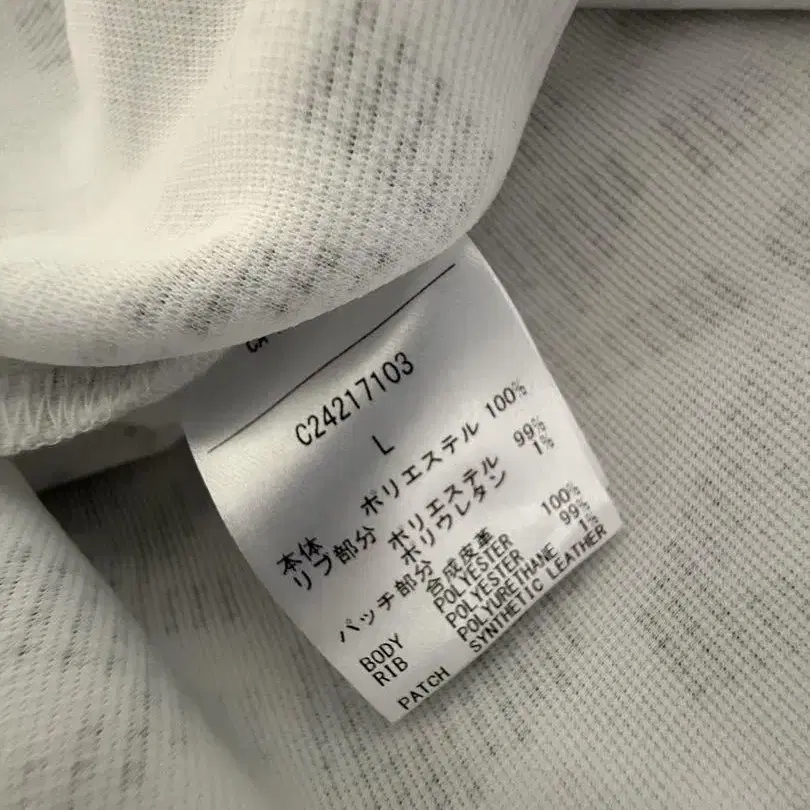 CA
C24217103
L
本体 ポリエステル 100%
リブ部分 ポリエステル 99%
ポリウレタン 1%
パッチ部分 合成皮革
BODY POLYESTER 100%
RIB POLYESTER 99%
POLYURETHANE 1%
PATCH SYNTHETIC LEATHER